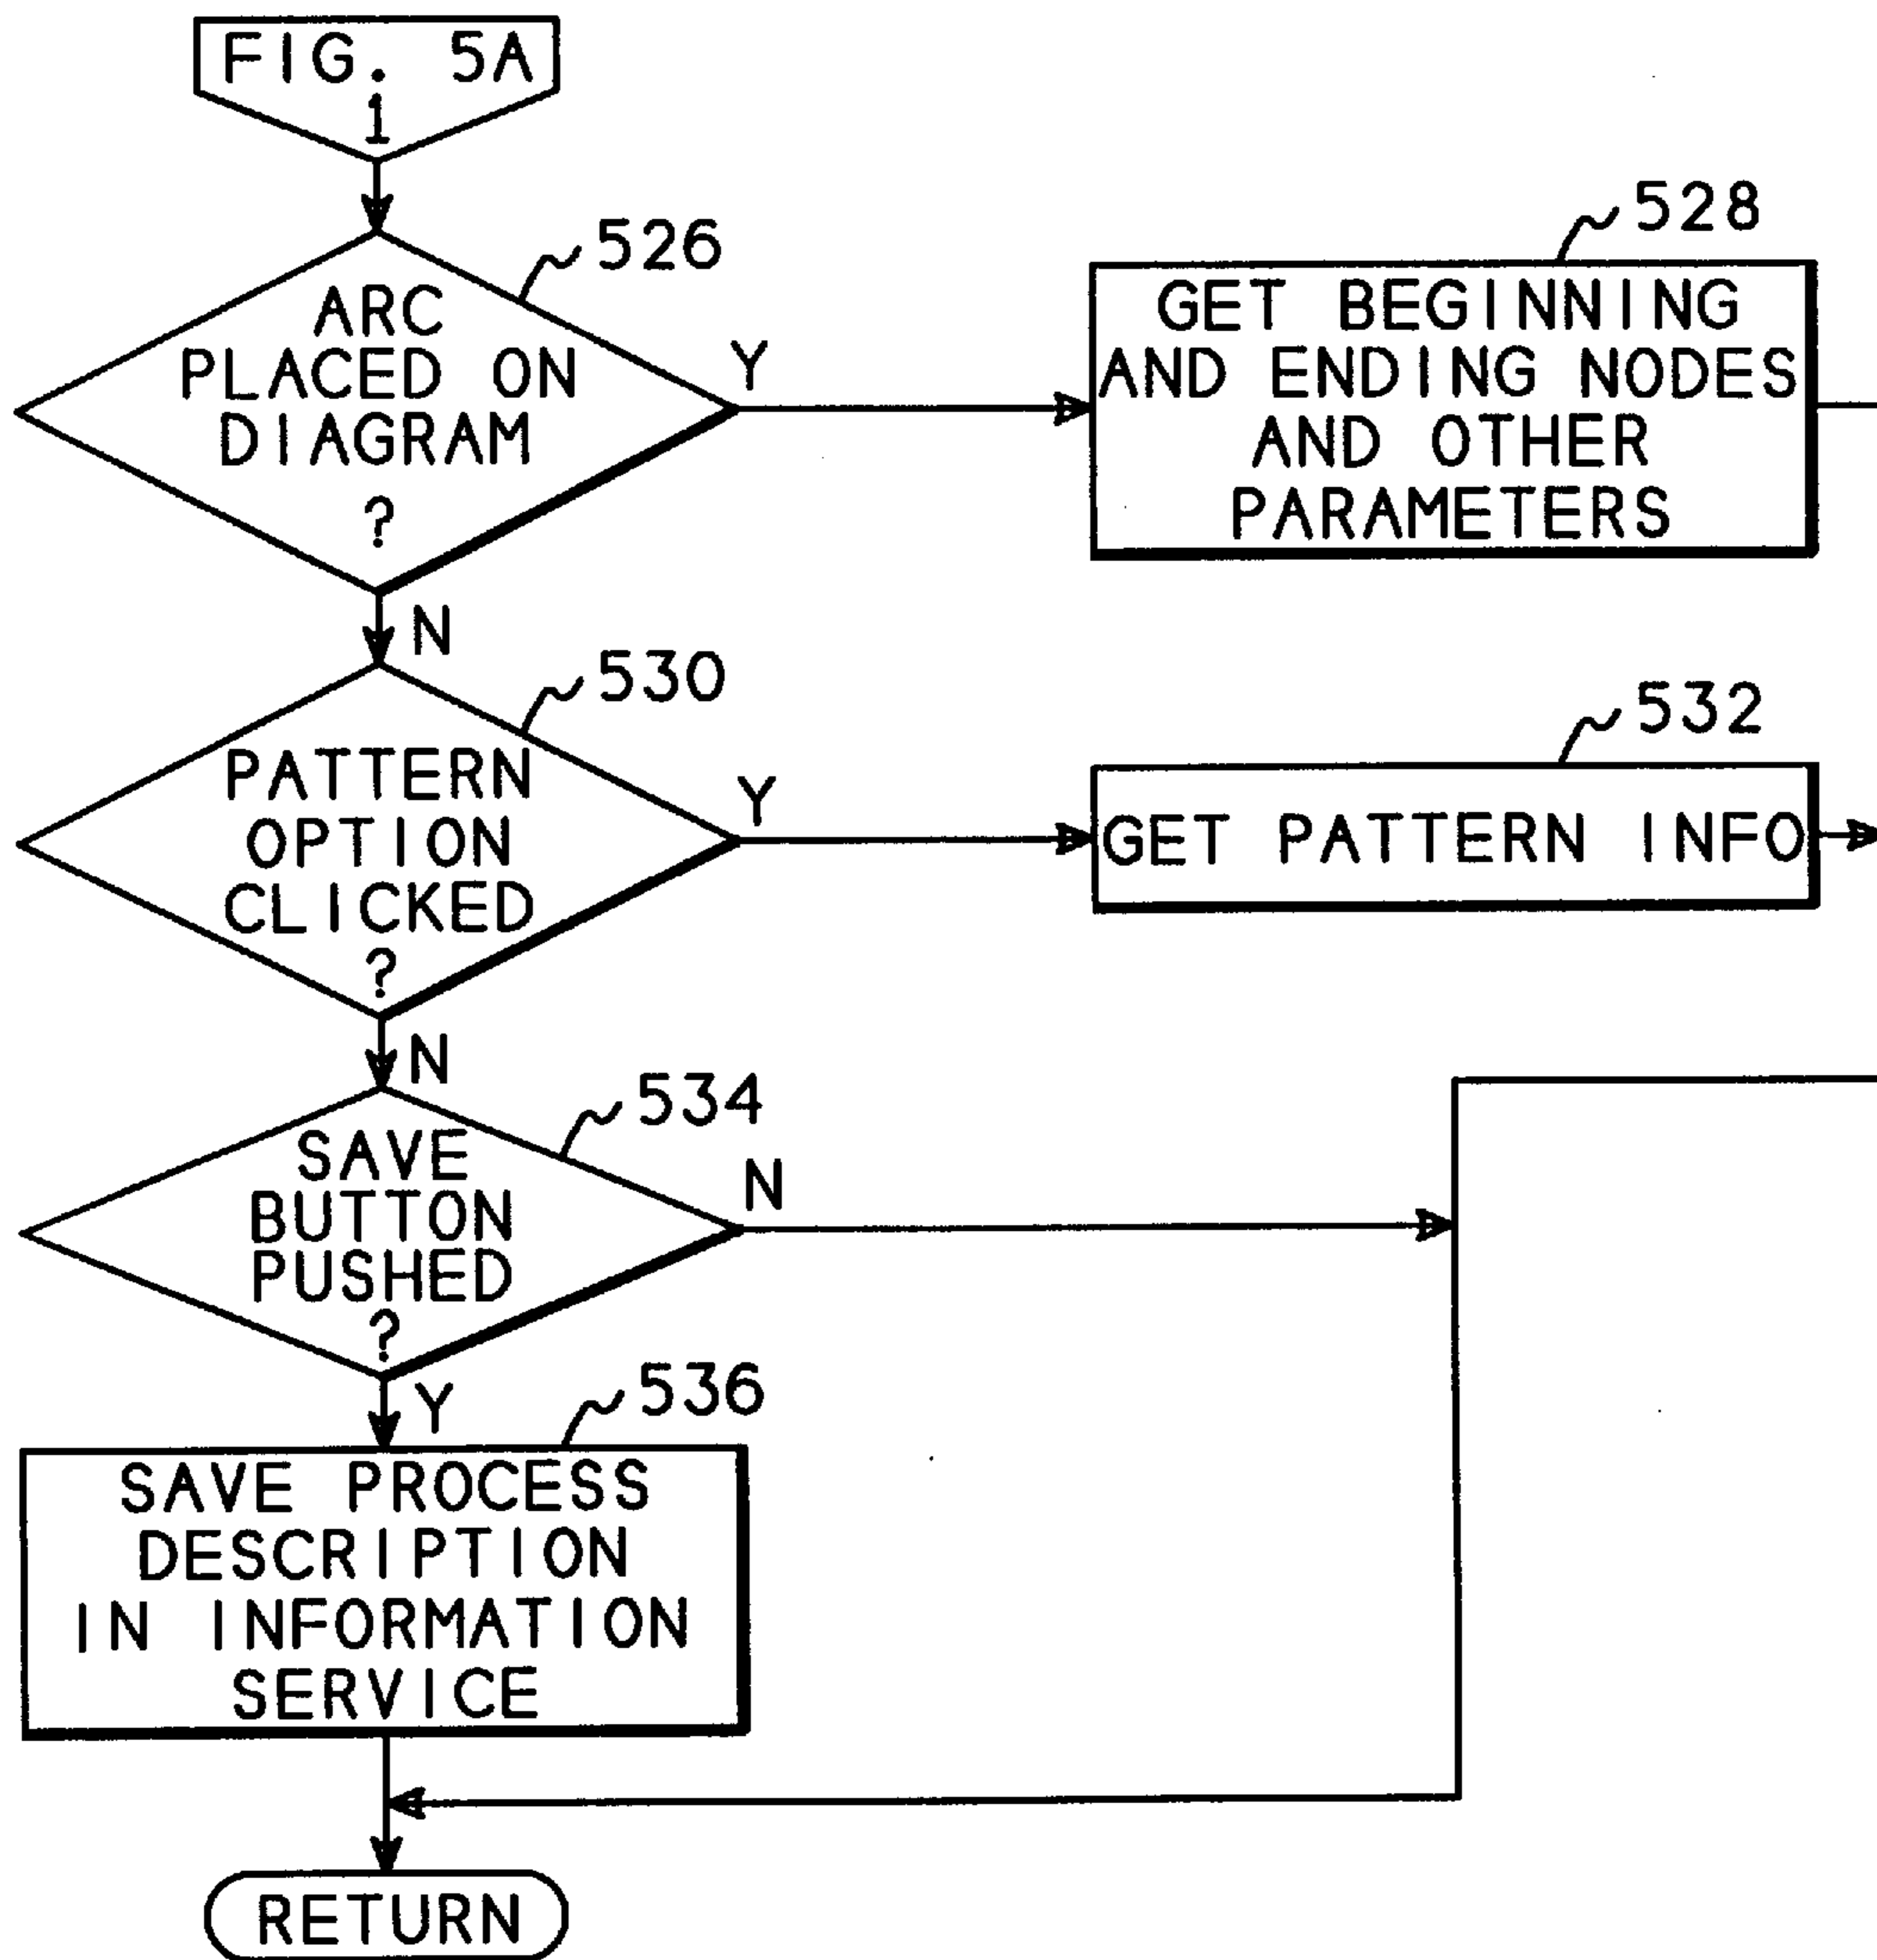 FIG. 5A
1
526
ARC
PLACED ON
DIAGRAM
?
Y
N
528
GET BEGINNING
AND ENDING NODES
AND OTHER
PARAMETERS
530
PATTERN
OPTION
CLICKED
?
Y
N
532
GET PATTERN INFO
534
SAVE
BUTTON
PUSHED
?
N
Y
536
SAVE PROCESS
DESCRIPTION
IN INFORMATION
SERVICE
RETURN